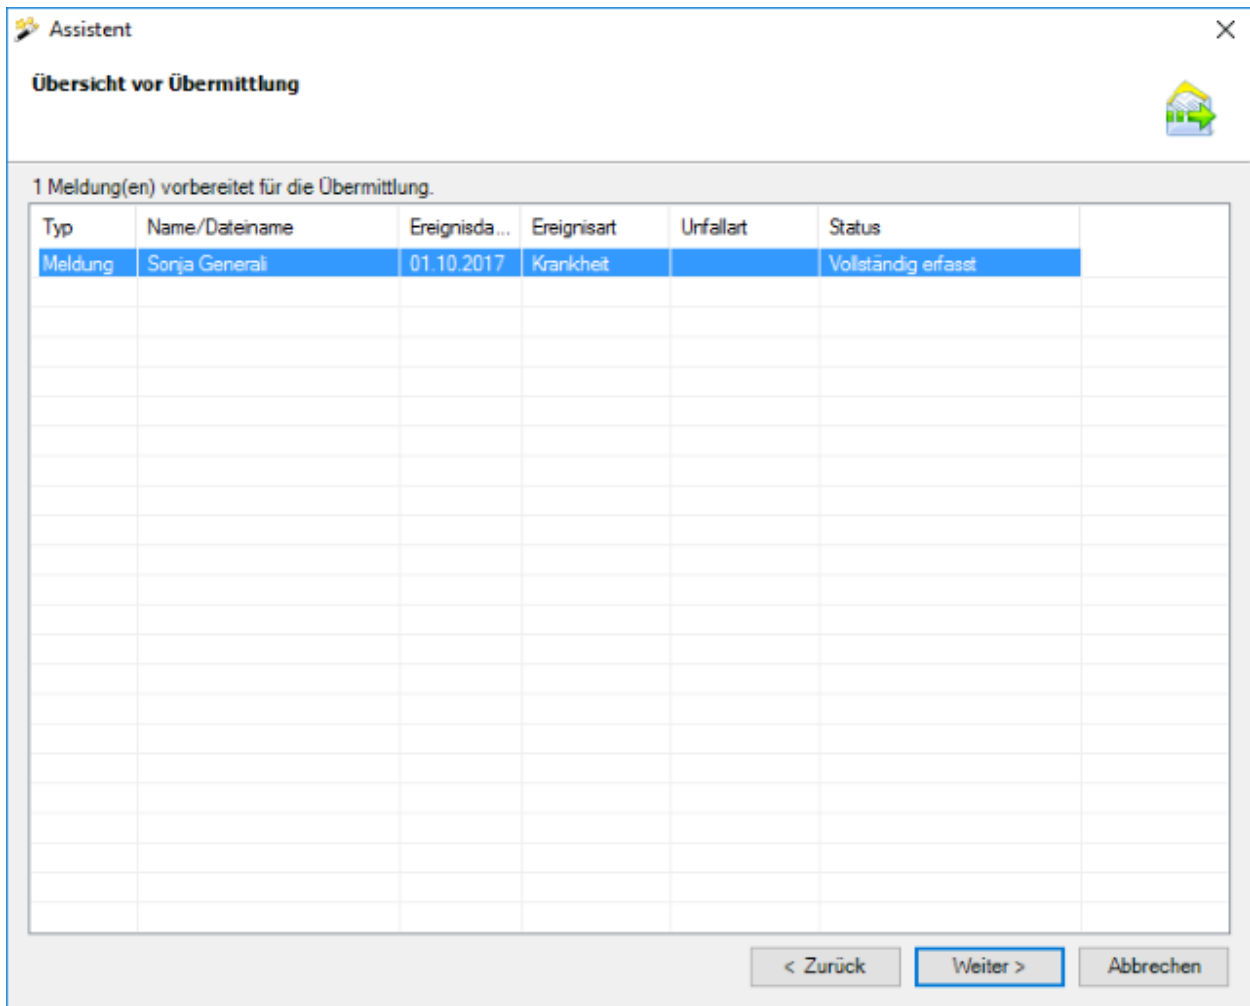 Assistent
Übersicht vor Übermittlung
1 Meldung(en) vorbereitet für die Übermittlung.
Typ Name/Dateiname Ereignisda... Ereignisart Unfallart Status
Meldung Sonja Generali 01.10.2017 Krankheit Vollständig erfasst
< Zurück Weiter > Abbrechen